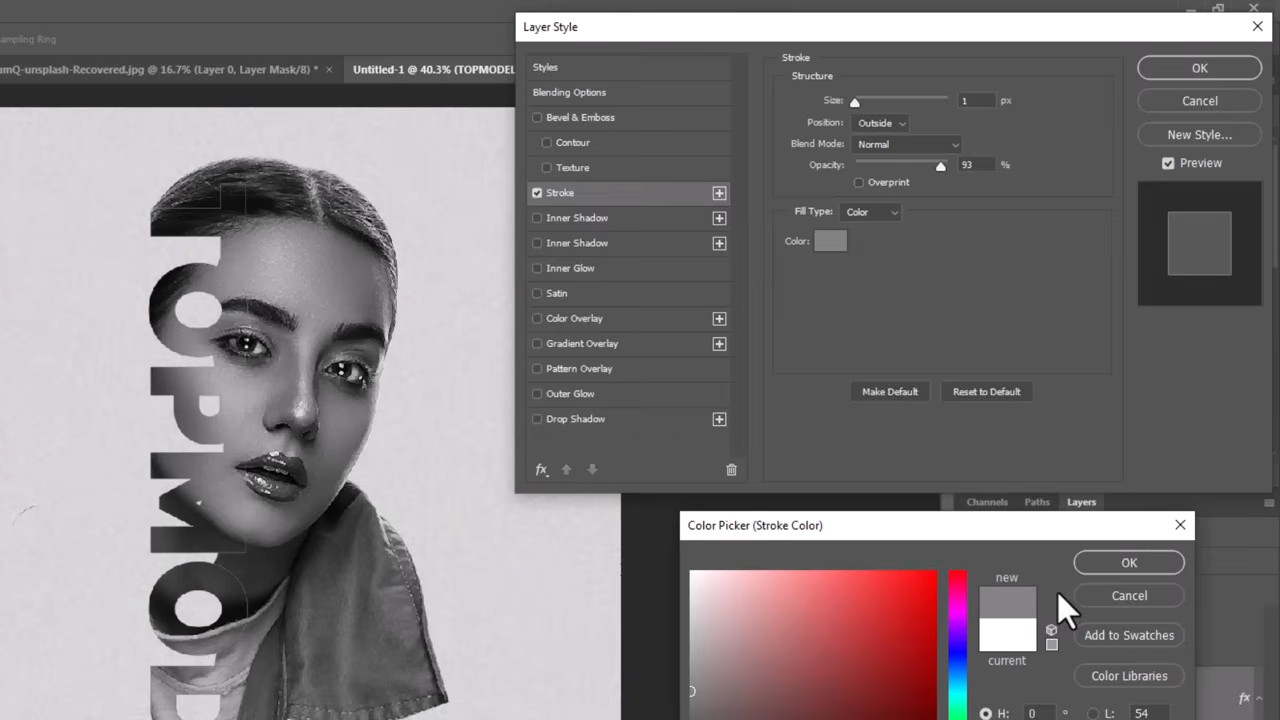 ampling Ring
Layer Style
umQ-unsplash-Recovered.jpg @ 16.7% (Layer 0, Layer Mask/8) * ×
Untitled-1 @ 40.3% (TOPMODEL
TOPMOD
Styles
Blending Options
Bevel & Emboss
Contour
Texture
Stroke
Inner Shadow
Inner Shadow
Inner Glow
Satin
Color Overlay
Gradient Overlay
Pattern Overlay
Outer Glow
Drop Shadow
fx
Stroke
Structure
Size: 1 px
Position: Outside
Blend Mode: Normal
Opacity: 93 %
Overprint
Fill Type: Color
Color:
Make Default Reset to Default
OK
Cancel
New Style...
Preview
Channels Paths Layers
Color Picker (Stroke Color)
new
current
OK
Cancel
Add to Swatches
Color Libraries
H: 0 ° L: 54
fx